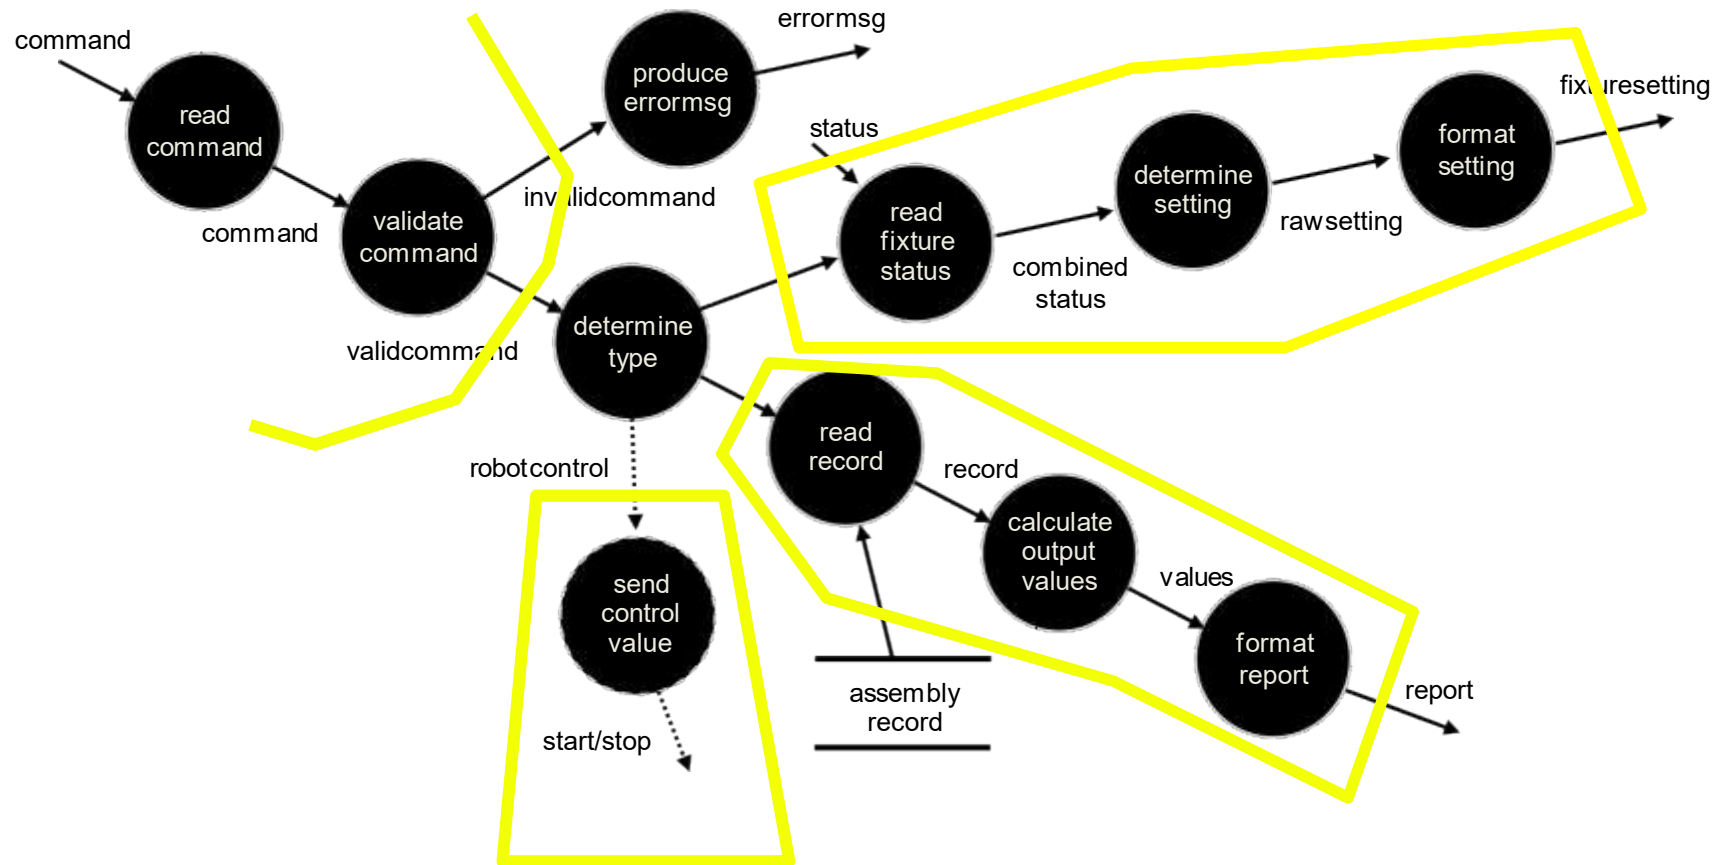 command
read
command
command
validate
command
invalidcommand
produce
errormsg
errormsg
validcommand
determine
type
status
read
fixture
status
combined
status
determine
setting
rawsetting
format
setting
fixturesetting
robotcontrol
send
control
value
start/stop
read
record
record
assembly
record
calculate
output
values
values
format
report
report